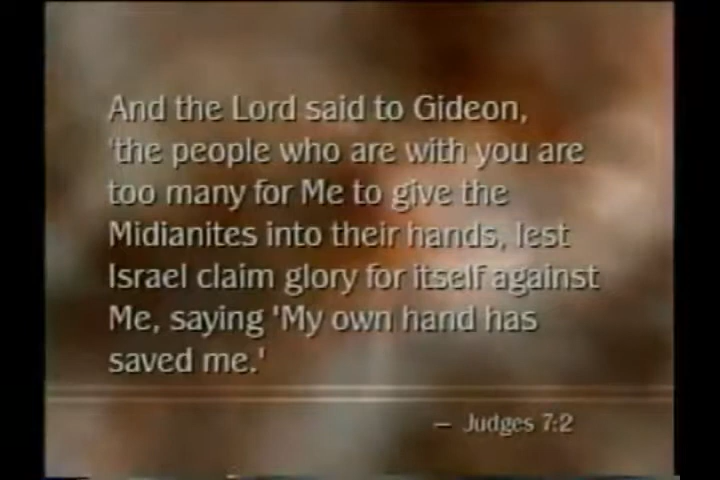 And the Lord said to Gideon,
'the people who are with you are
too many for Me to give the
Midianites into their hands, lest
Israel claim glory for itself against
Me, saying 'My own hand has
saved me.'
– Judges 7:2